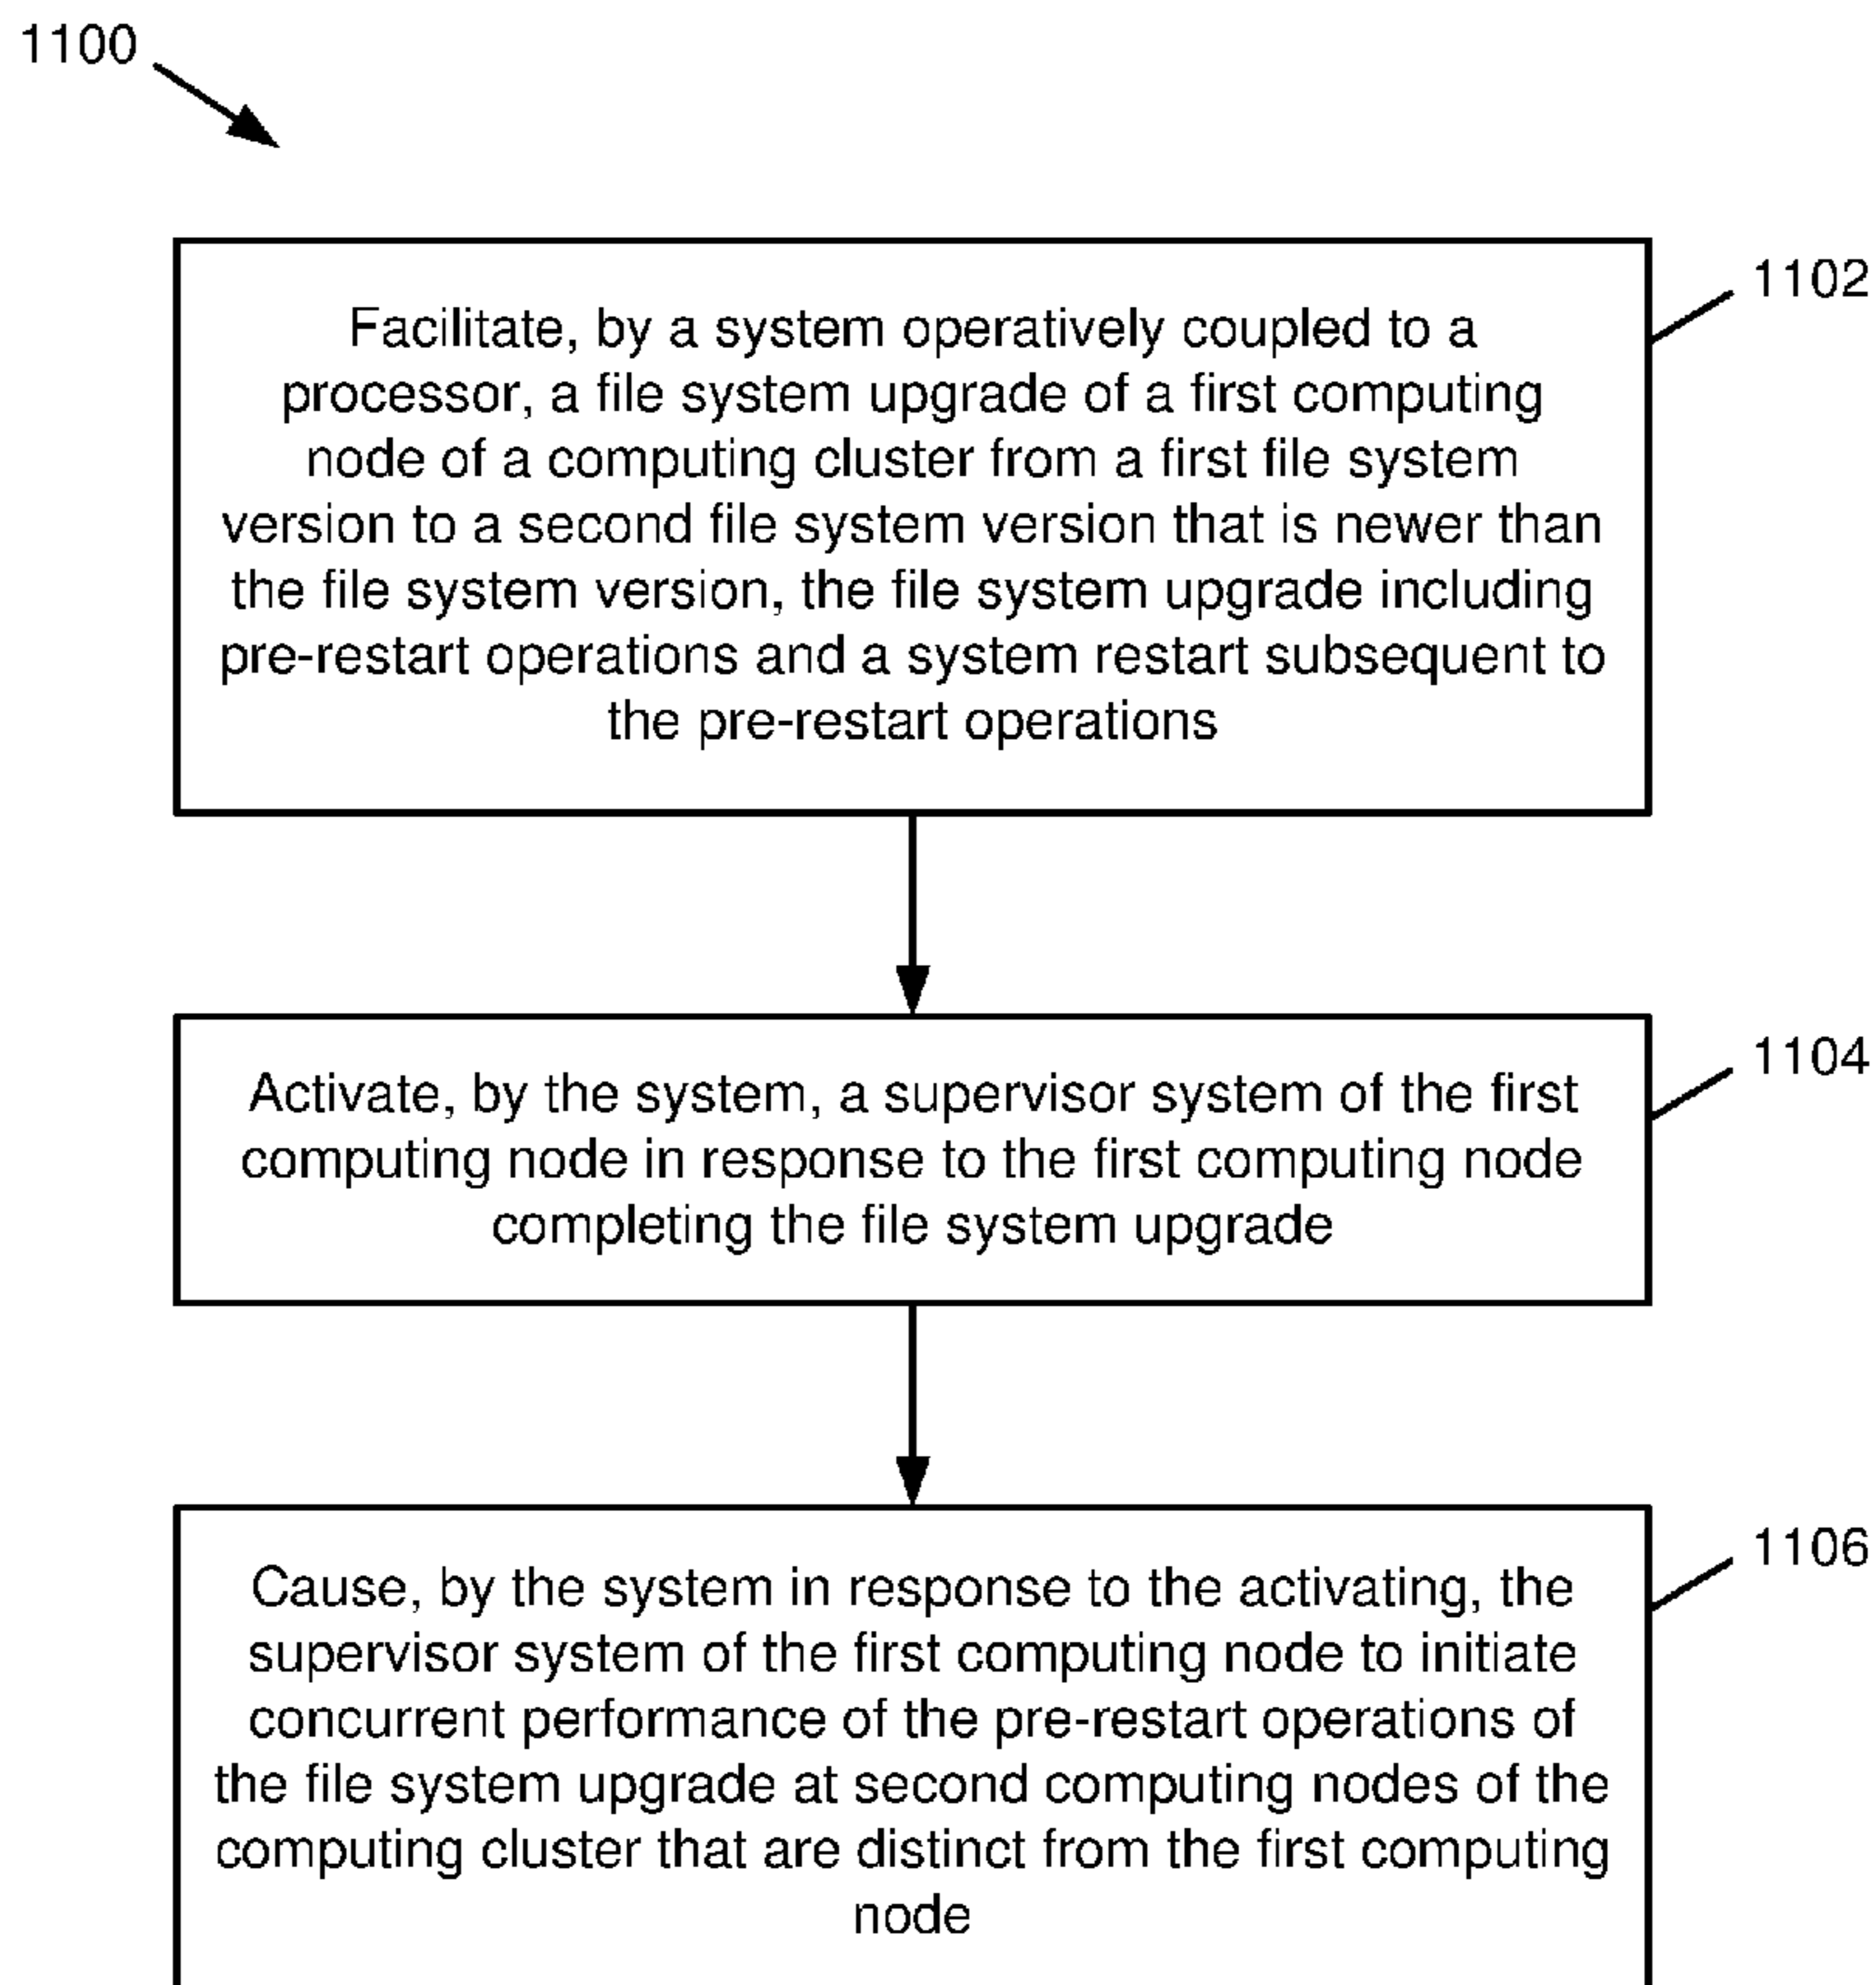 1100
1102
Facilitate, by a system operatively coupled to a
processor, a file system upgrade of a first computing
node of a computing cluster from a first file system
version to a second file system version that is newer than
the file system version, the file system upgrade including
pre-restart operations and a system restart subsequent to
the pre-restart operations
1104
Activate, by the system, a supervisor system of the first
computing node in response to the first computing node
completing the file system upgrade
1106
Cause, by the system in response to the activating, the
supervisor system of the first computing node to initiate
concurrent performance of the pre-restart operations of
the file system upgrade at second computing nodes of the
computing cluster that are distinct from the first computing
node